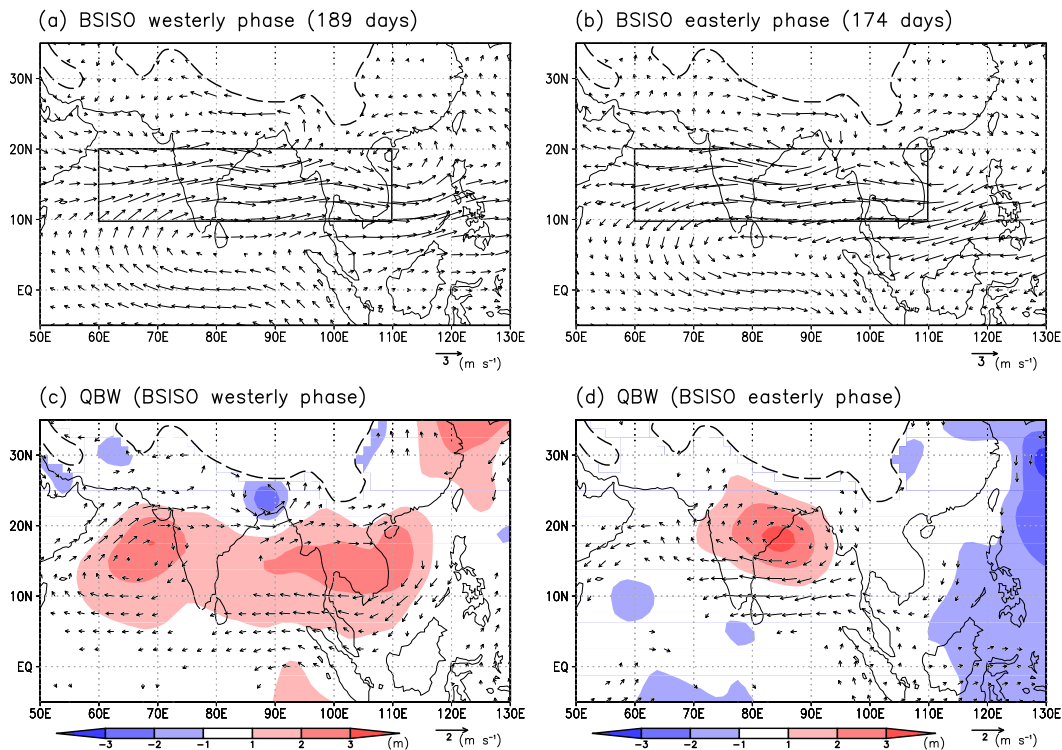 (a) BSISO westerly phase (189 days)
(b) BSISO easterly phase (174 days)
30N
20N
10N
EQ
50E 60E 70E 80E 90E 100E 110E 120E 130E
3 (m s⁻¹)
30N
20N
10N
EQ
50E 60E 70E 80E 90E 100E 110E 120E 130E
3 (m s⁻¹)
(c) QBW (BSISO westerly phase)
(d) QBW (BSISO easterly phase)
30N
20N
10N
EQ
50E 60E 70E 80E 90E 100E 110E 120E 130E
-3 -2 -1 1 2 3 (m) 2 (m s⁻¹)
30N
20N
10N
EQ
50E 60E 70E 80E 90E 100E 110E 120E 130E
-3 -2 -1 1 2 3 (m) 2 (m s⁻¹)